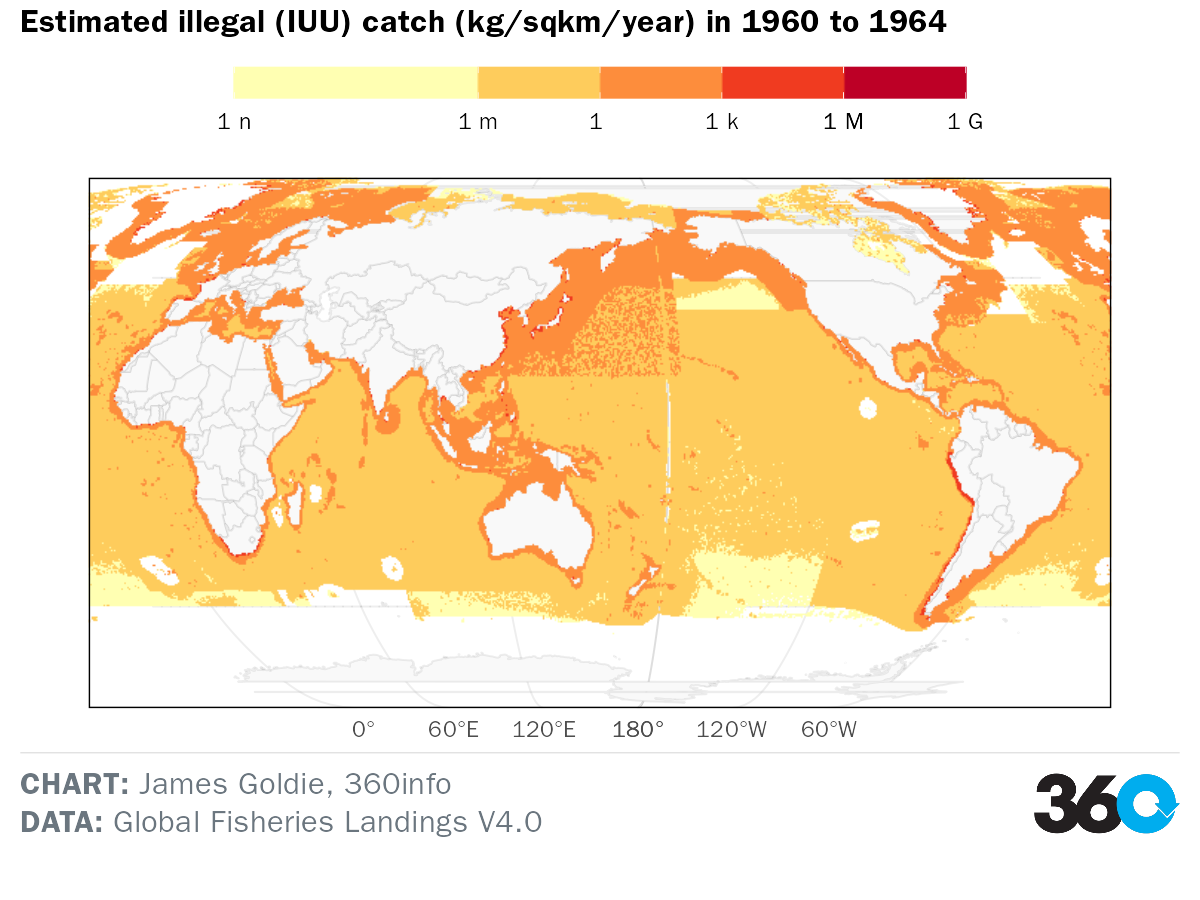 Estimated illegal (IUU) catch (kg/sqkm/year) in 1960 to 1964
1 n 1 m 1 1 k 1 M 1 G
0° 60°E 120°E 180° 120°W 60°W
CHART: James Goldie, 360info
DATA: Global Fisheries Landings V4.0
360